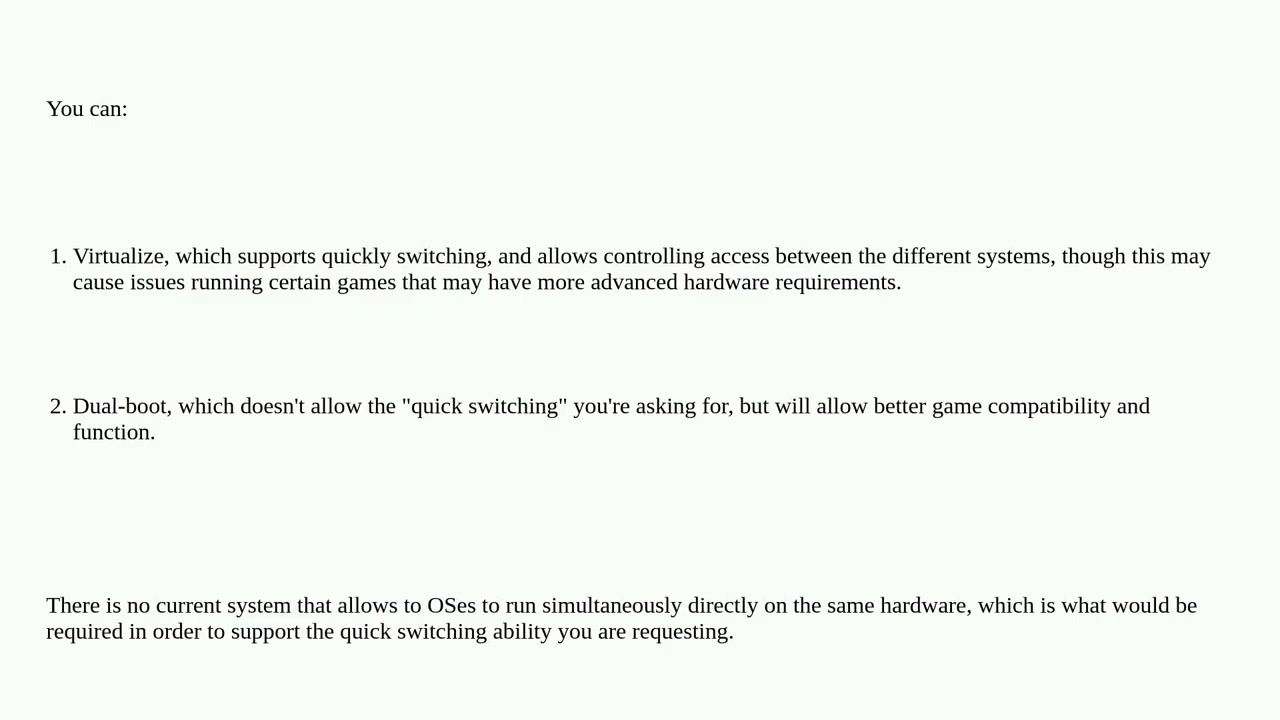 You can:
1. Virtualize, which supports quickly switching, and allows controlling access between the different systems, though this may
cause issues running certain games that may have more advanced hardware requirements.
2. Dual-boot, which doesn't allow the "quick switching" you're asking for, but will allow better game compatibility and
function.
There is no current system that allows to OSes to run simultaneously directly on the same hardware, which is what would be
required in order to support the quick switching ability you are requesting.